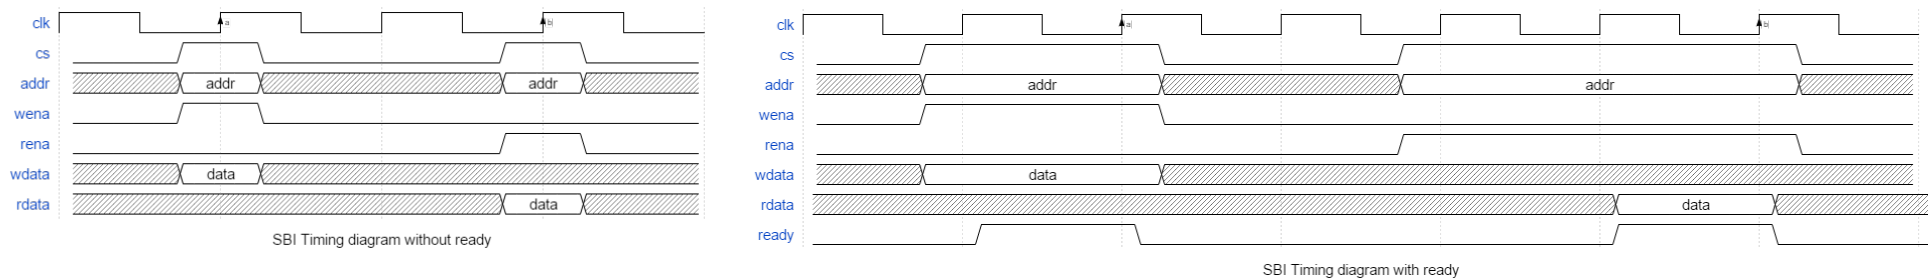 clk a b
cs
addr addr addr
wena
rena
wdata data
rdata data
SBI Timing diagram without ready
clk a b
cs
addr addr addr
wena
rena
wdata data
rdata data
ready
SBI Timing diagram with ready